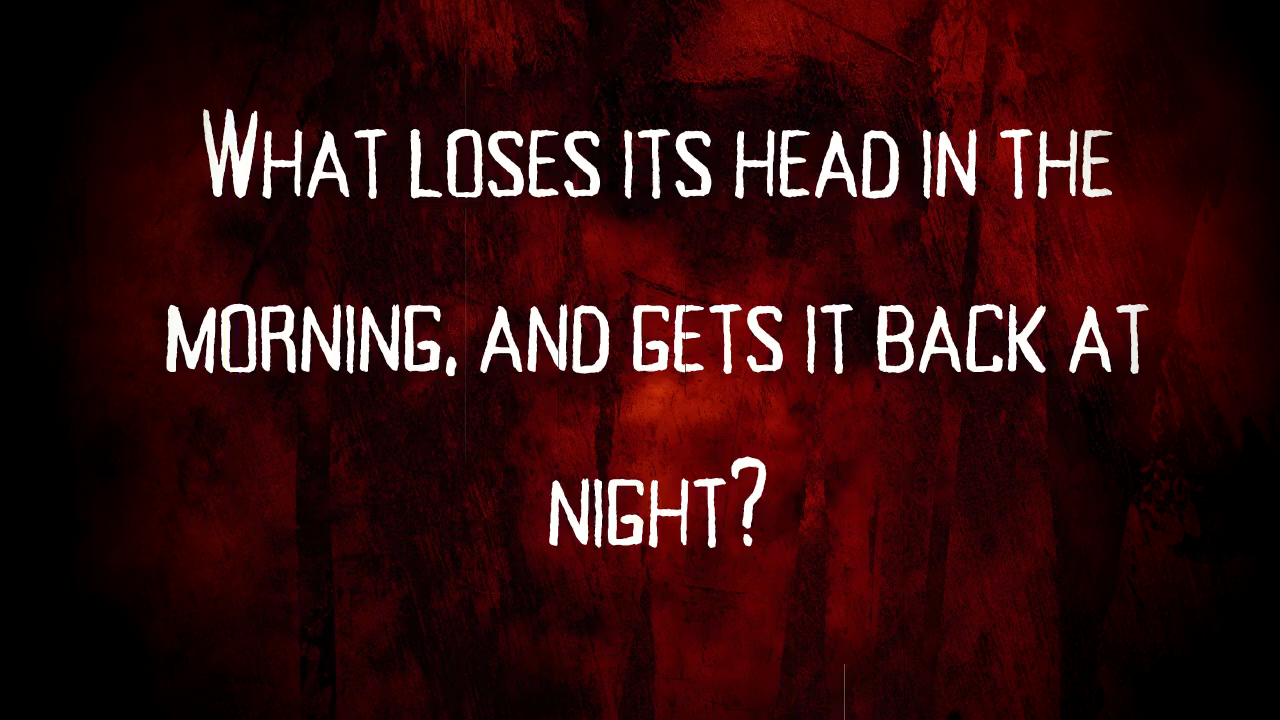 What loses its head in the
morning, and gets it back at
night?